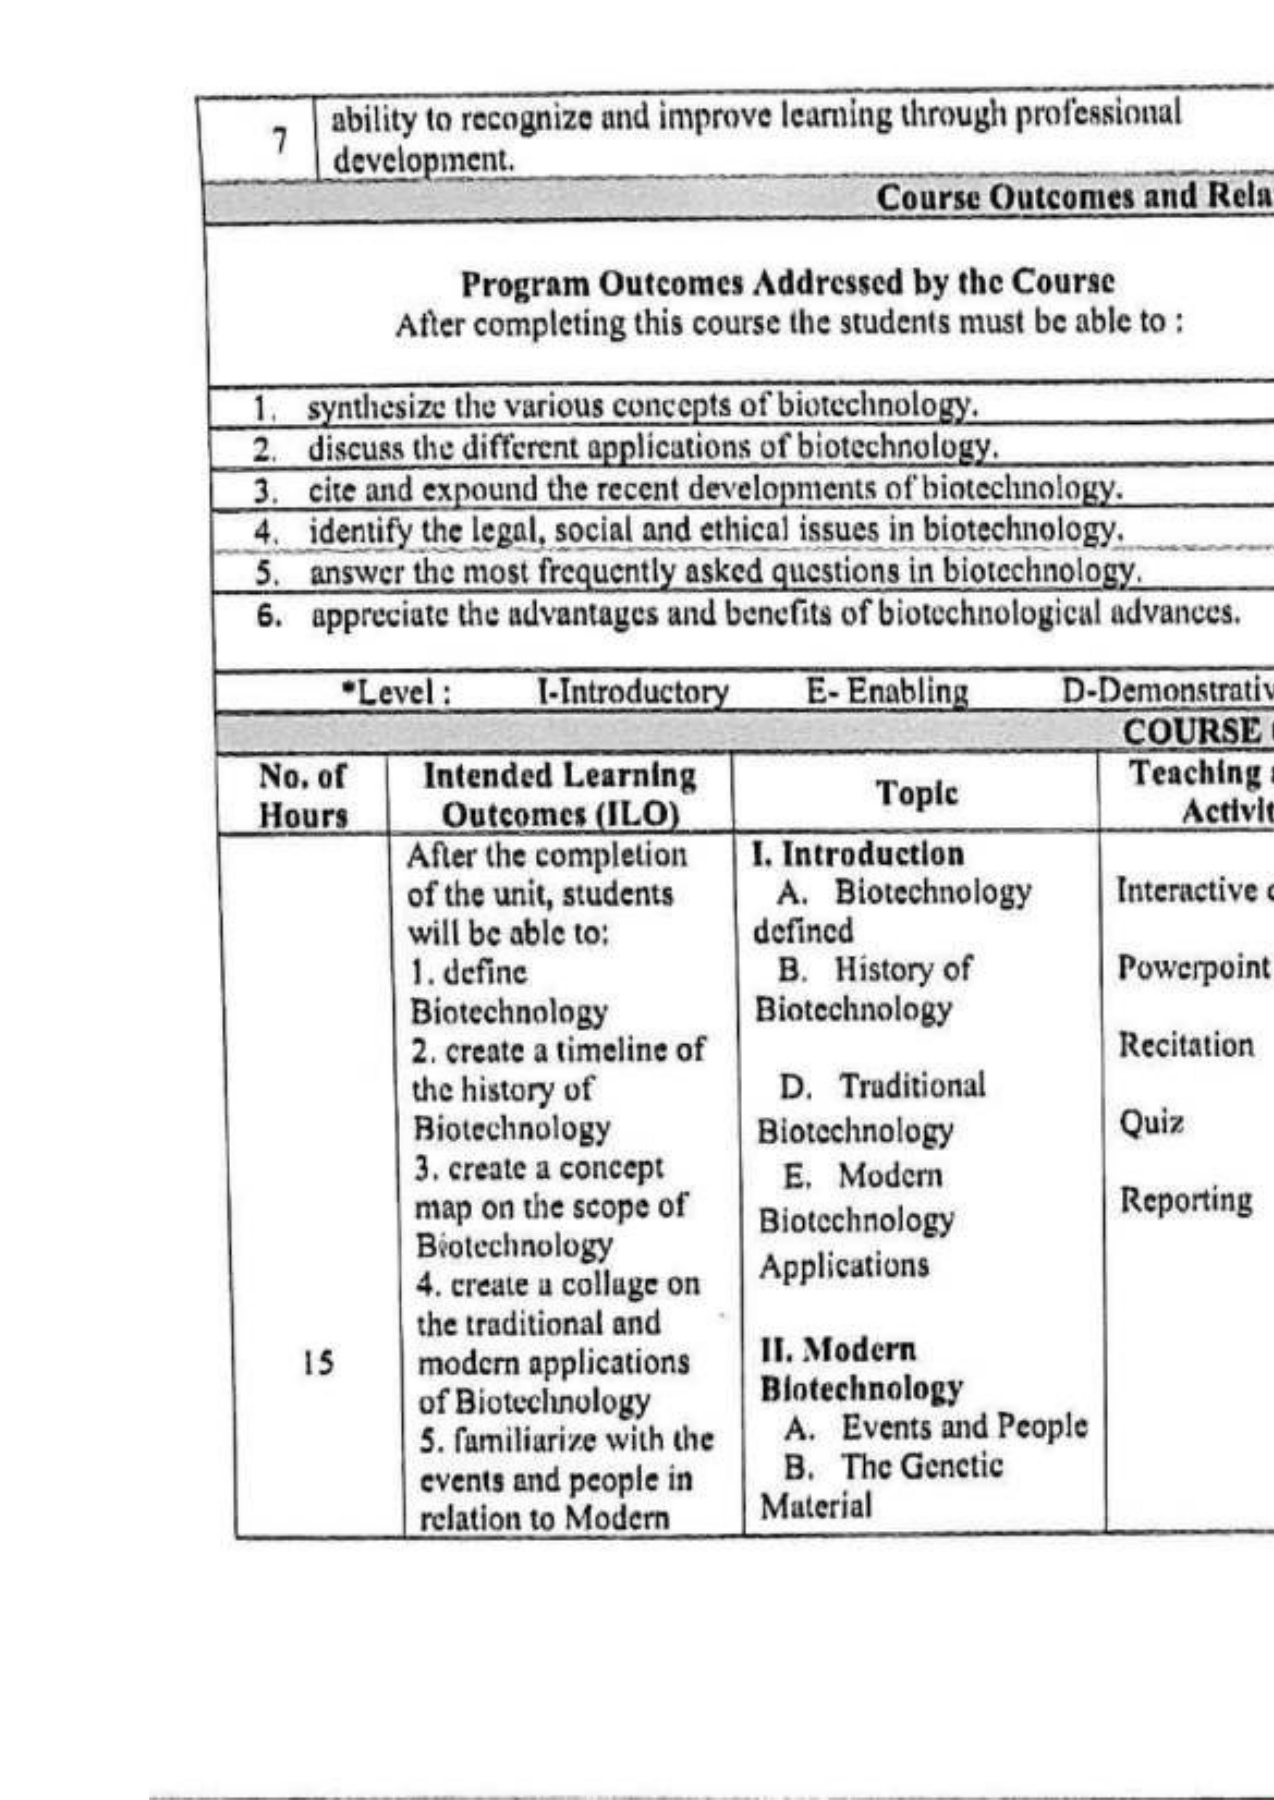 7
ability to recognize and improve learning through professional
development.
Course Outcomes and Rela
Program Outcomes Addressed by the Course
After completing this course the students must be able to :
1. synthesize the various concepts of biotechnology.
2. discuss the different applications of biotechnology.
3. cite and expound the recent developments of biotechnology.
4. identify the legal, social and ethical issues in biotechnology.
5. answer the most frequently asked questions in biotechnology.
6. appreciate the advantages and benefits of biotechnological advances.
*Level : I-Introductory E- Enabling D-Demonstrativ
COURSE
No. of
Hours
Intended Learning
Outcomes (ILO)
Topic
Teaching
Activit
15
After the completion
of the unit, students
will be able to:
1. define
Biotechnology
2. create a timeline of
the history of
Biotechnology
3. create a concept
map on the scope of
Biotechnology
4. create a collage on
the traditional and
modern applications
of Biotechnology
5. familiarize with the
events and people in
relation to Modern
I. Introduction
A. Biotechnology
defined
B. History of
Biotechnology
D. Traditional
Biotechnology
E. Modern
Biotechnology
Applications
II. Modern
Biotechnology
A. Events and People
B. The Genetic
Material
Interactive
Powerpoint
Recitation
Quiz
Reporting